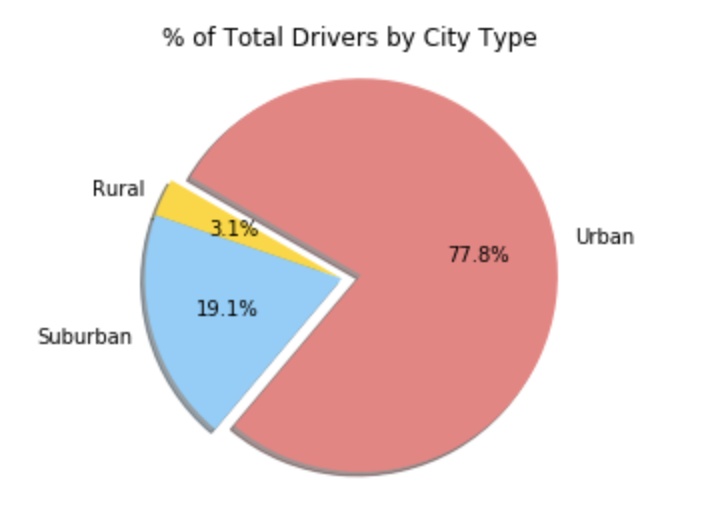 % of Total Drivers by City Type
Rural
3.1%
Urban
77.8%
19.1%
Suburban